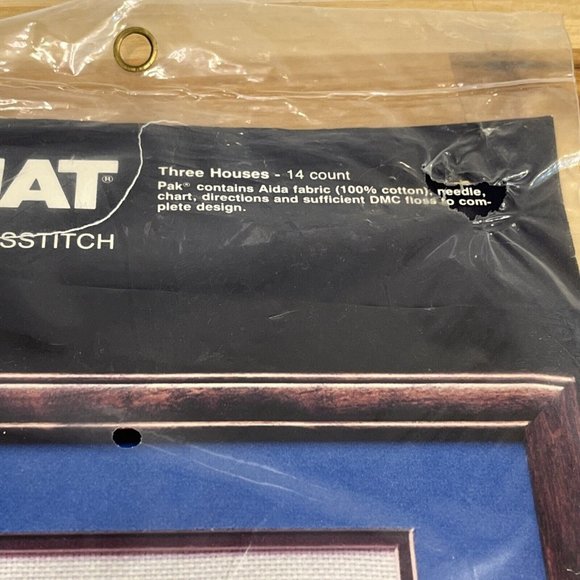 MAT®
SSTITCH
Three Houses - 14 count
Pak® contains Aida fabric (100% cotton), needle,
chart, directions and sufficient DMC floss to com-
plete design.